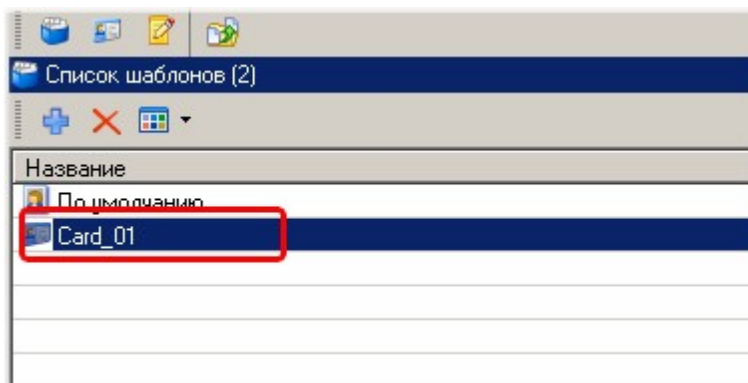 Список шаблонов (2)
Название
По умолчанию
Card_01